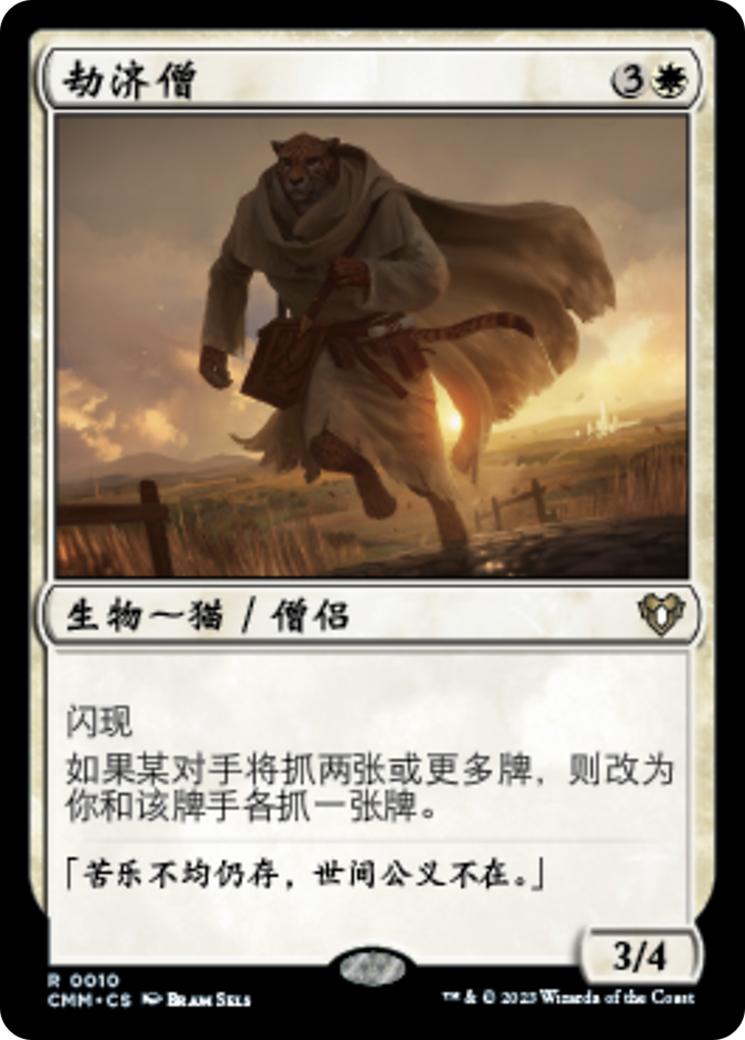 劫济僧 3
生物～猫 / 僧侣
闪现
如果某对手将抓两张或更多牌，则改为
你和该牌手各抓一张牌。
「苦乐不均仍存，世间公义不在。」
3/4
R 0010
CMM•CS BRAM SELS
™ & © 2023 Wizards of the Coast